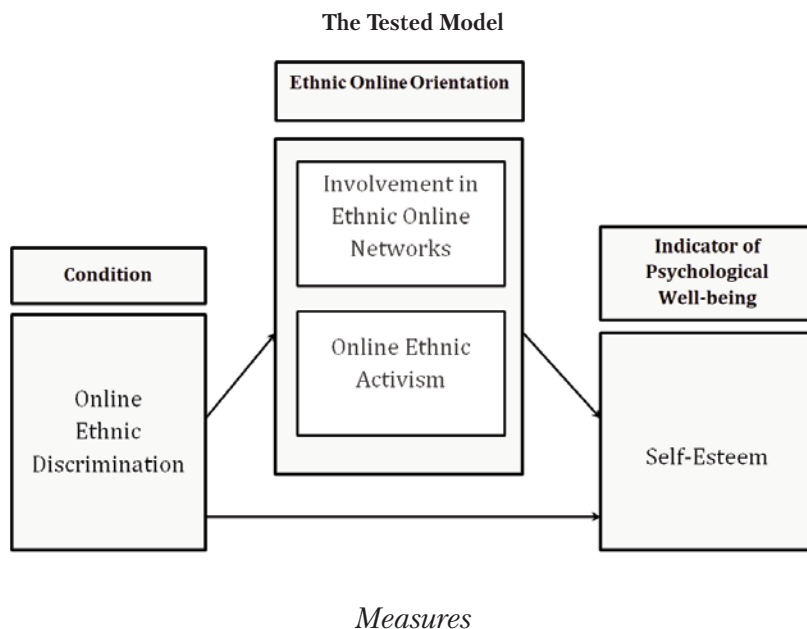 The Tested Model
Ethnic Online Orientation
Involvement in
Ethnic Online
Networks
Online Ethnic
Activism
Condition
Online
Ethnic
Discrimination
Indicator of
Psychological
Well-being
Self-Esteem
Measures